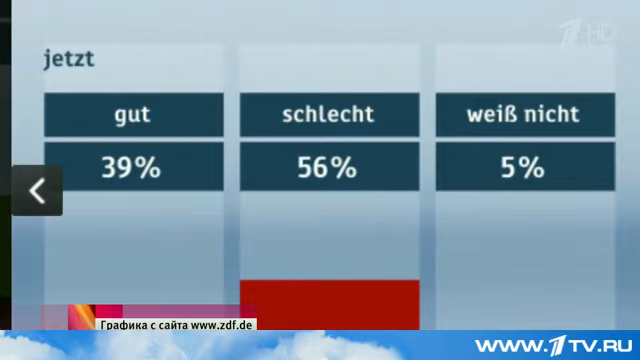 HD
jetzt
gut schlecht weiß nicht
39% 56% 5%
Графика с сайта www.zdf.de
WWW.1TV.RU